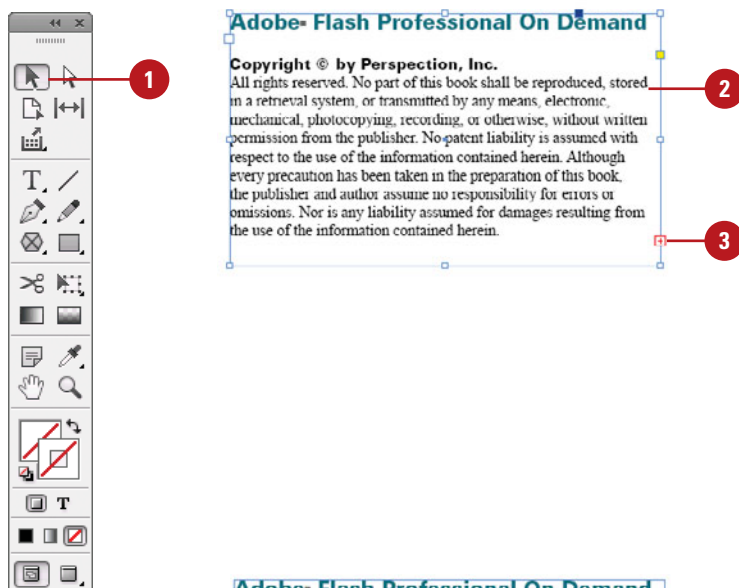 Adobe Flash Professional On Demand
Copyright © by Perspection, Inc.
All rights reserved. No part of this book shall be reproduced, stored
in a retrieval system, or transmitted by any means, electronic,
mechanical, photocopying, recording, or otherwise, without written
permission from the publisher. No patent liability is assumed with
respect to the use of the information contained herein. Although
every precaution has been taken in the preparation of this book,
the publisher and author assume no responsibility for errors or
omissions. Nor is any liability assumed for damages resulting from
the use of the information contained herein.
1
2
3
T
T
Adobe Flash Professional On Demand